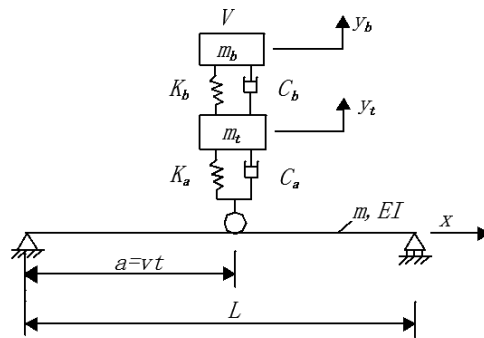 V
y_b
m_b
K_b
C_b
y_t
m_t
K_a
C_a
m, EI
x
a=vt
L